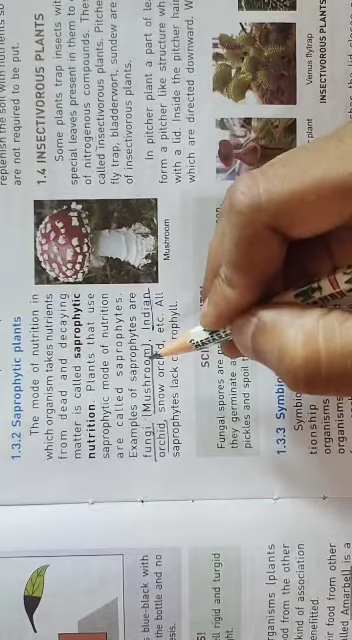 replenish the soil with nutrients so
are not required to be put.
1.4 INSECTIVOROUS PLANTS
Some plants trap insects wit
special leaves present in them to
of nitrogenous compounds. Thes
called insectivorous plants. Pitche
fly trap, bladderwort, sundew are
of insectivorous plants.
In pitcher plant a part of le
form a pitcher like structure wh
with a lid. Inside the pitcher hair
which are directed downward. W
plant
Venus flytrap
INSECTIVOROUS PLANTS
1.3.2 Saprophytic plants
The mode of nutrition in
which organism takes nutrients
from dead and decaying
matter is called saprophytic
nutrition. Plants that use
saprophytic mode of nutrition
are called saprophytes.
Examples of saprophytes are
fungi (Mushroom), Indian
orchid, snow orchid, etc. All
saprophytes lack chlorophyll.
Mushroom
Fungal spores are
they germinate a
pickles and spoil t
1.3.3 Symbio
Symbio
tionship
organisms
organisms
blue-black with
the bottle and no
ell rigid and turgid
rganisms (plants
ed from the other
kind of association
enefitted.
ir food from other
led Amarbell is a